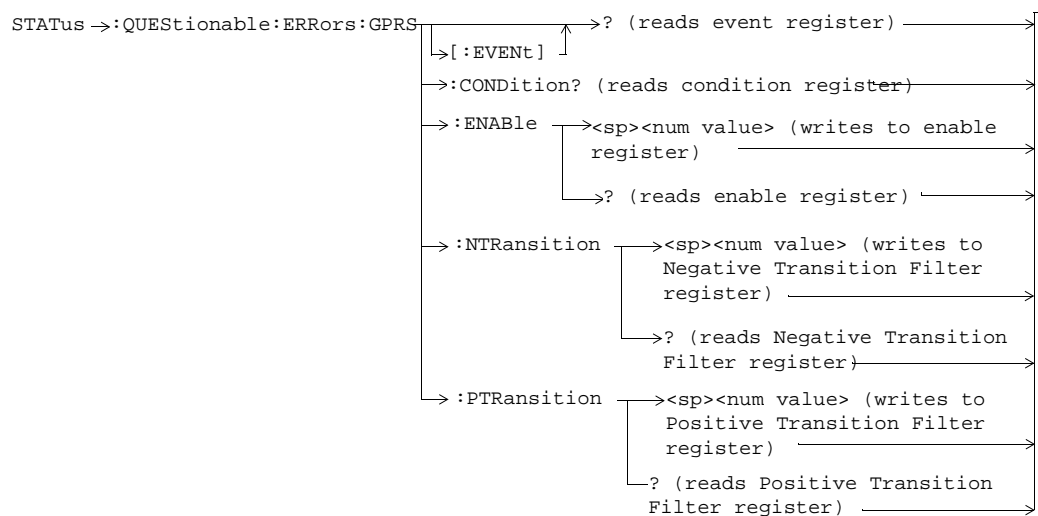 STATus :QUEStionable:ERRors:GPRS ? (reads event register)
[:EVENt]
:CONDition? (reads condition register)
:ENABle <sp><num value> (writes to enable
register)
? (reads enable register)
:NTRansition <sp><num value> (writes to
Negative Transition Filter
register)
? (reads Negative Transition
Filter register)
:PTRansition <sp><num value> (writes to
Positive Transition Filter
register)
? (reads Positive Transition
Filter register)